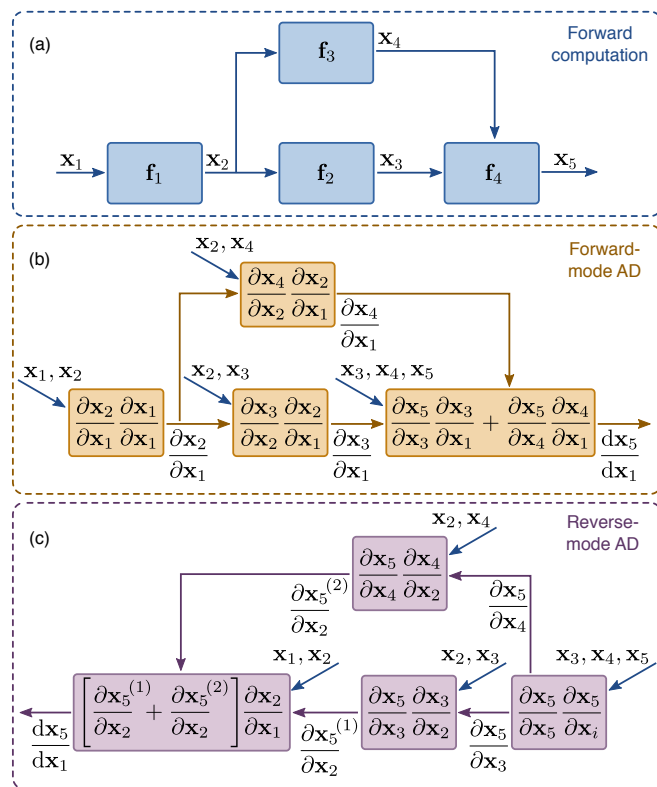 (a)
Forward
computation
f₃
x₄
x₁
f₁
x₂
f₂
x₃
f₄
x₅
(b)
Forward-
mode AD
x₂, x₄
∂x₄/∂x₂ ∂x₂/∂x₁
∂x₄/∂x₁
x₁, x₂
x₂, x₃
x₃, x₄, x₅
∂x₂/∂x₁ ∂x₁/∂x₁
∂x₂/∂x₁
∂x₃/∂x₂ ∂x₂/∂x₁
∂x₃/∂x₁
∂x₅/∂x₃ ∂x₃/∂x₁ + ∂x₅/∂x₄ ∂x₄/∂x₁
dx₅/dx₁
(c)
Reverse-
mode AD
x₂, x₄
∂x₅/∂x₄ ∂x₄/∂x₂
∂x₅/∂x₂ ⁽²⁾
∂x₅/∂x₄
x₁, x₂
x₂, x₃
x₃, x₄, x₅
[∂x₅/∂x₂ ⁽¹⁾ + ∂x₅/∂x₂ ⁽²⁾] ∂x₂/∂x₁
∂x₅/∂x₃ ∂x₃/∂x₂
∂x₅/∂x₅ ∂x₅/∂xᵢ
dx₅/dx₁
∂x₅/∂x₂ ⁽¹⁾
∂x₅/∂x₃